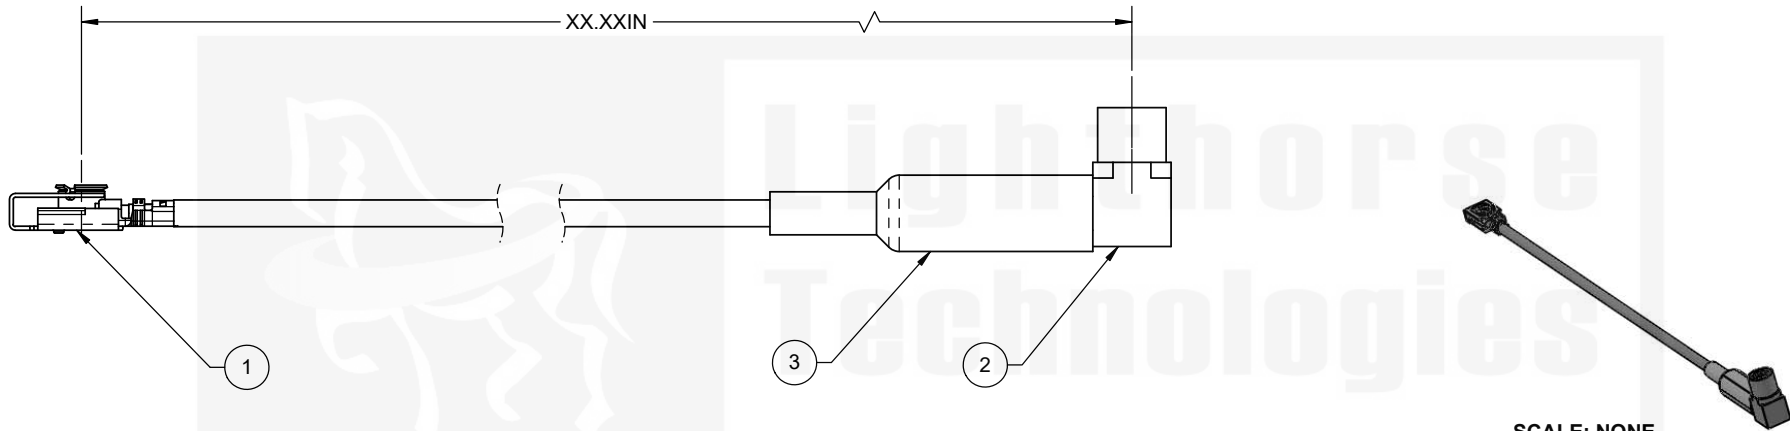 XX.XXIN
Lighthorse
Technologies
1
3
2
SCALE: NONE